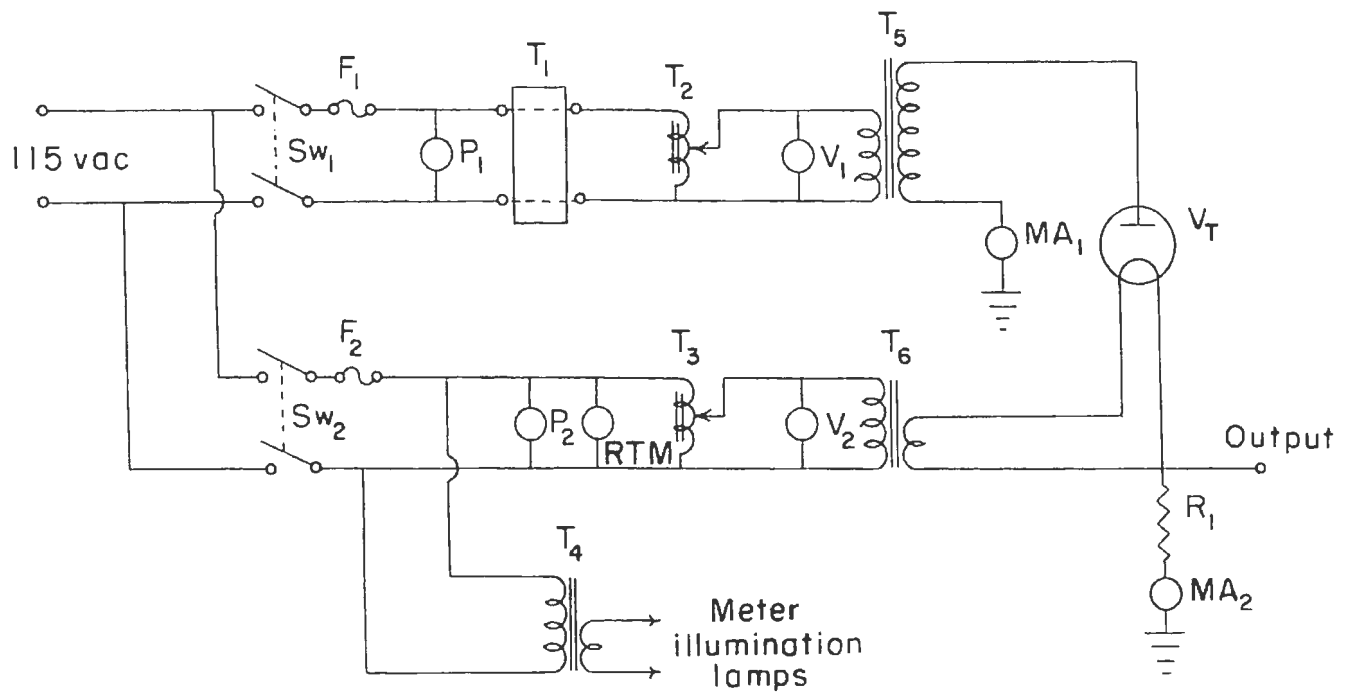 T₅
T₁
F₁
T₂
115 vac
Sw₁
P₁
V₁
V_T
MA₁
F₂
T₃
T₆
Sw₂
P₂
V₂
Output
RTM
R₁
T₄
MA₂
Meter
illumination
lamps